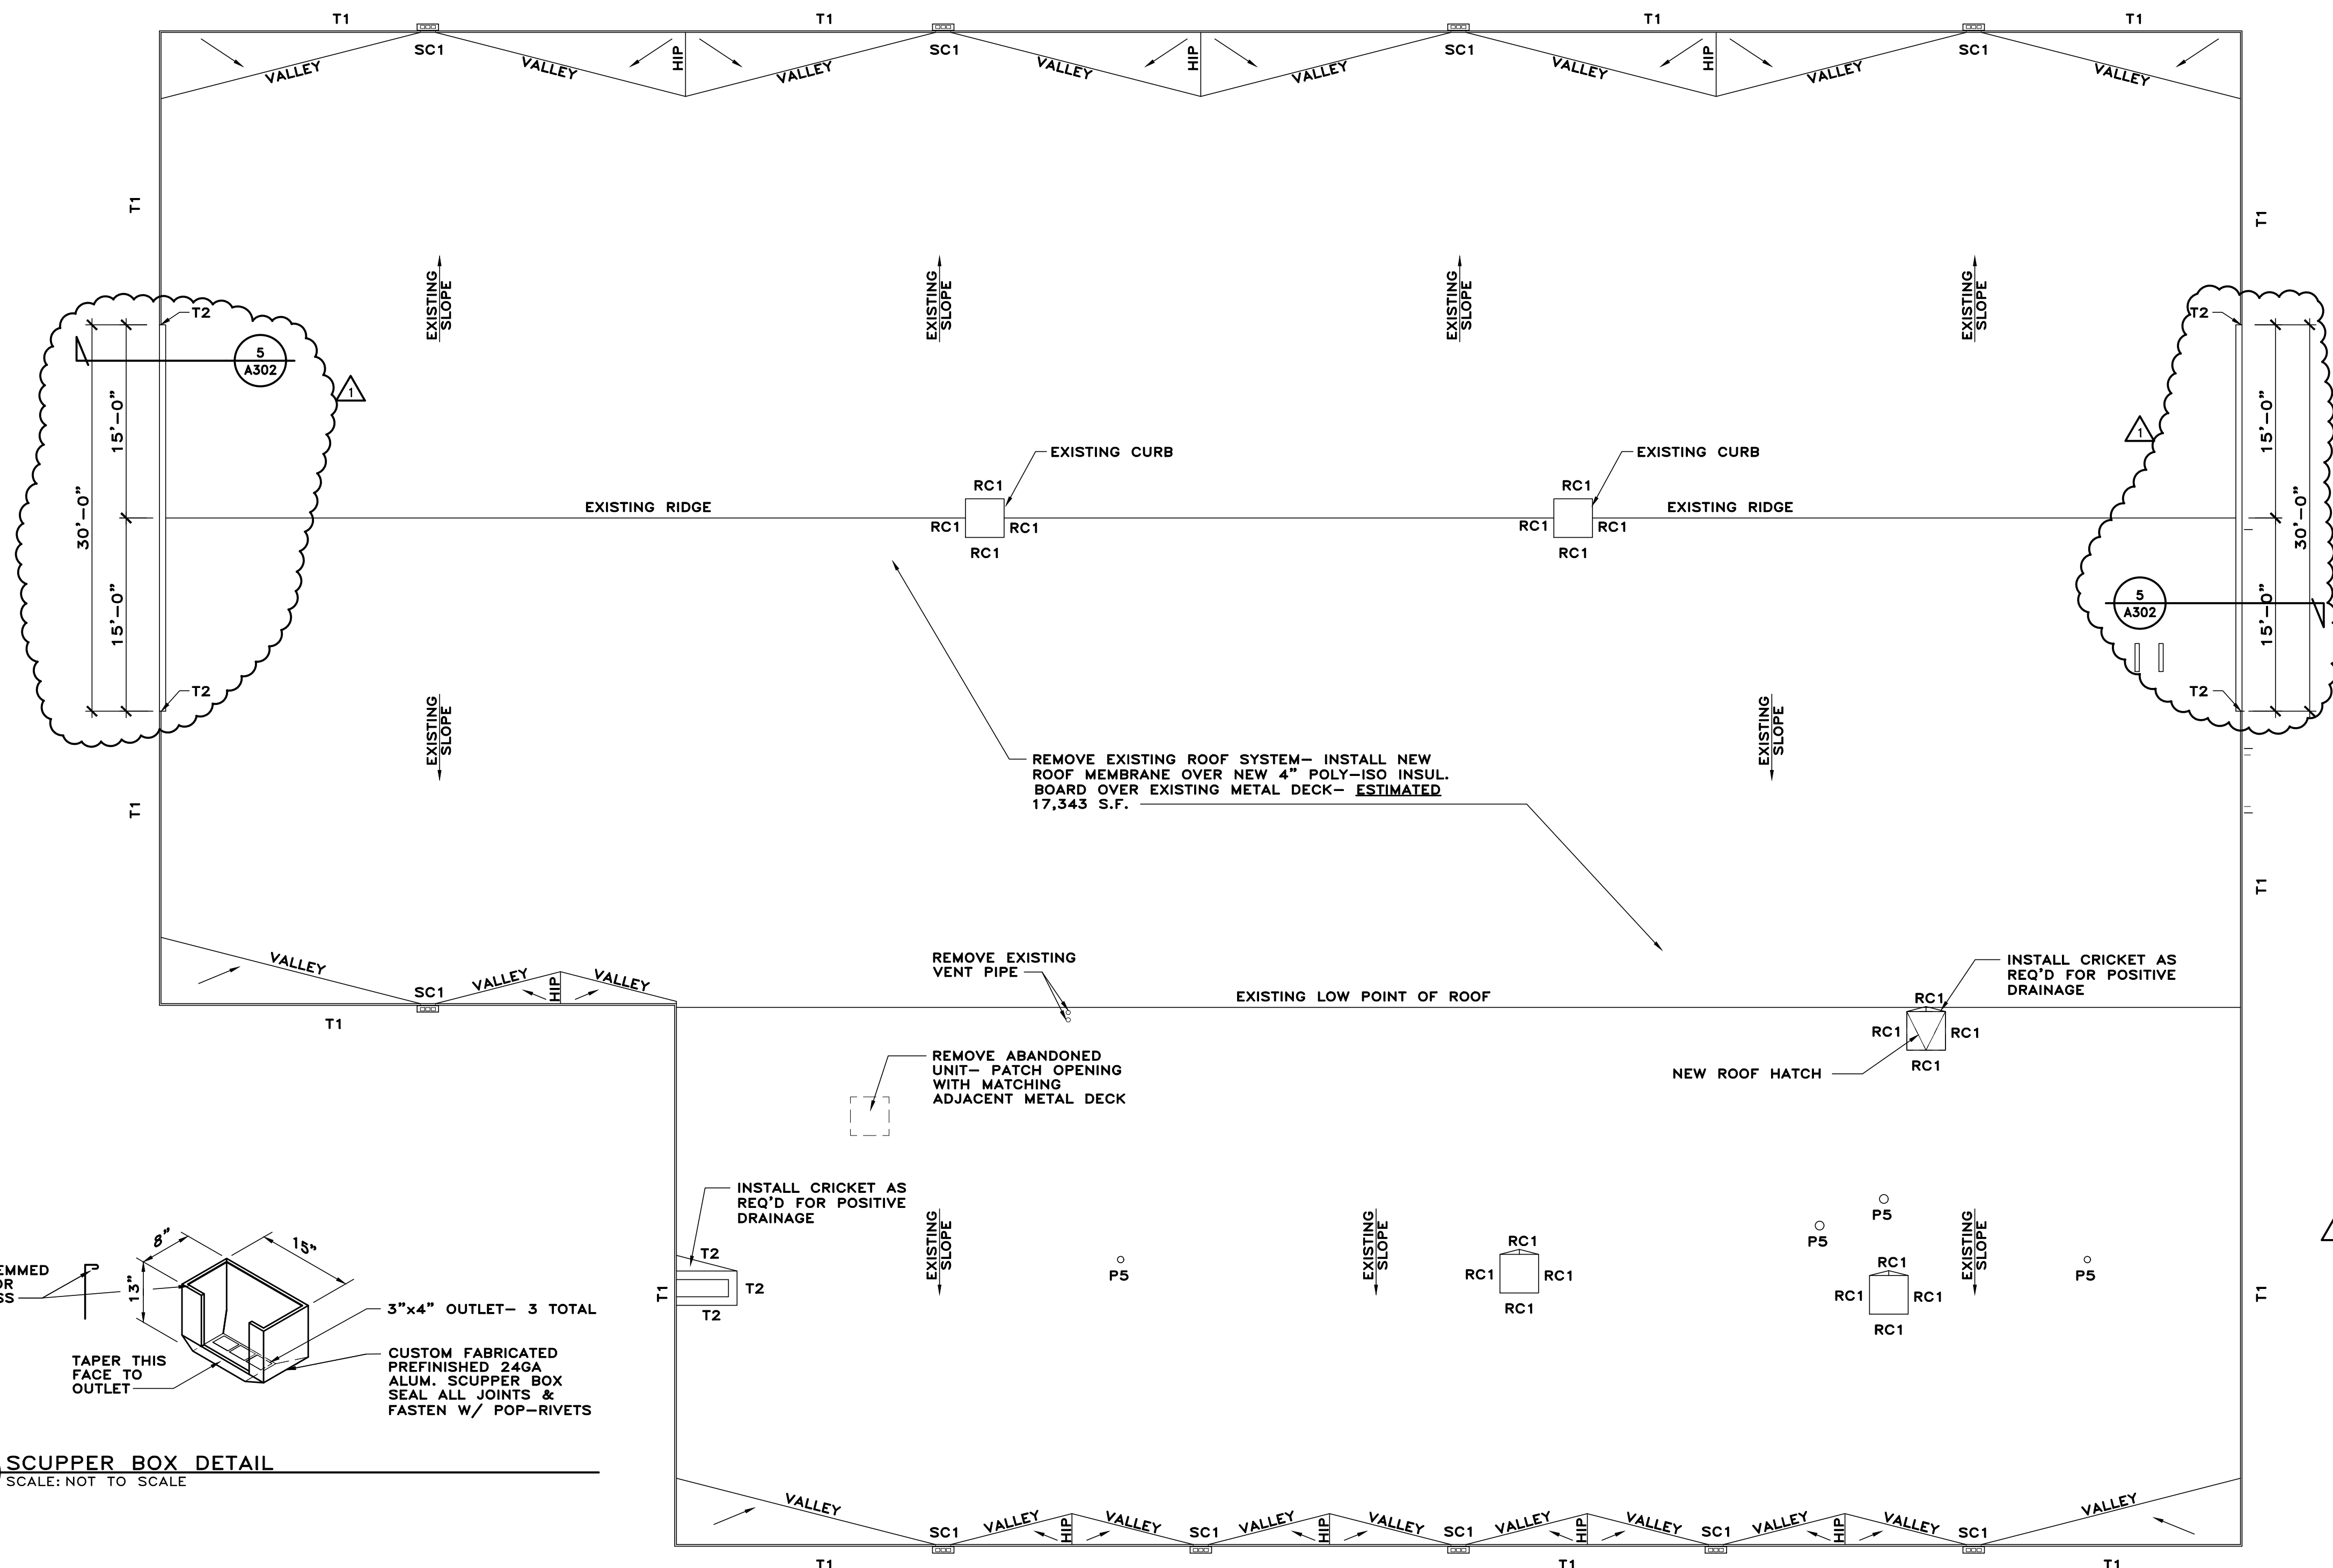 T1
T1
T1
T1
SC1
SC1
SC1
SC1
VALLEY
VALLEY
HIP
VALLEY
VALLEY
HIP
VALLEY
VALLEY
HIP
VALLEY
VALLEY
T1
T1
EXISTING
SLOPE
EXISTING
SLOPE
EXISTING
SLOPE
EXISTING
SLOPE
T2
5
A302
1
15'-0"
30'-0"
15'-0"
T2
T2
1
15'-0"
30'-0"
5
A302
15'-0"
T2
EXISTING CURB
RC1
RC1
RC1
RC1
EXISTING CURB
RC1
RC1
RC1
RC1
EXISTING RIDGE
EXISTING RIDGE
EXISTING
SLOPE
EXISTING
SLOPE
REMOVE EXISTING ROOF SYSTEM- INSTALL NEW
ROOF MEMBRANE OVER NEW 4" POLY-ISO INSUL.
BOARD OVER EXISTING METAL DECK- ESTIMATED
17,343 S.F.
T1
T1
VALLEY
SC1
VALLEY
HIP
VALLEY
T1
REMOVE EXISTING
VENT PIPE
EXISTING LOW POINT OF ROOF
INSTALL CRICKET AS
REQ'D FOR POSITIVE
DRAINAGE
RC1
RC1
RC1
RC1
NEW ROOF HATCH
REMOVE ABANDONED
UNIT- PATCH OPENING
WITH MATCHING
ADJACENT METAL DECK
INSTALL CRICKET AS
REQ'D FOR POSITIVE
DRAINAGE
T2
T2
T2
T1
EXISTING
SLOPE
P5
EXISTING
SLOPE
RC1
RC1
RC1
RC1
P5
P5
RC1
RC1
RC1
RC1
EXISTING
SLOPE
P5
T1
8"
15"
13"
EMMED
OR
SS
3"x4" OUTLET- 3 TOTAL
TAPER THIS
FACE TO
OUTLET
CUSTOM FABRICATED
PREFINISHED 24GA
ALUM. SCUPPER BOX
SEAL ALL JOINTS &
FASTEN W/ POP-RIVETS
SCUPPER BOX DETAIL
SCALE: NOT TO SCALE
VALLEY
SC1
VALLEY
HIP
VALLEY
SC1
VALLEY
HIP
VALLEY
SC1
VALLEY
HIP
VALLEY
SC1
VALLEY
HIP
VALLEY
SC1
VALLEY
T1
T1
T1